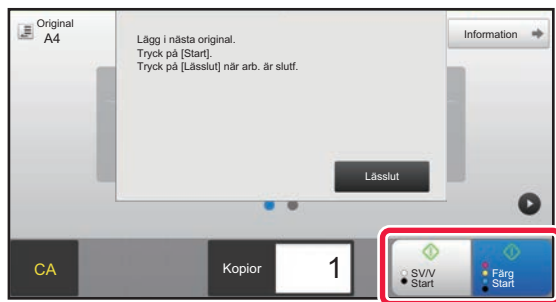 Original
A4
Lägg i nästa original.
Tryck på [Start].
Tryck på [Lässlut] när arb. är slutf.
Information
Lässlut
CA
Kopior
1
SV/V
Start
Färg
Start